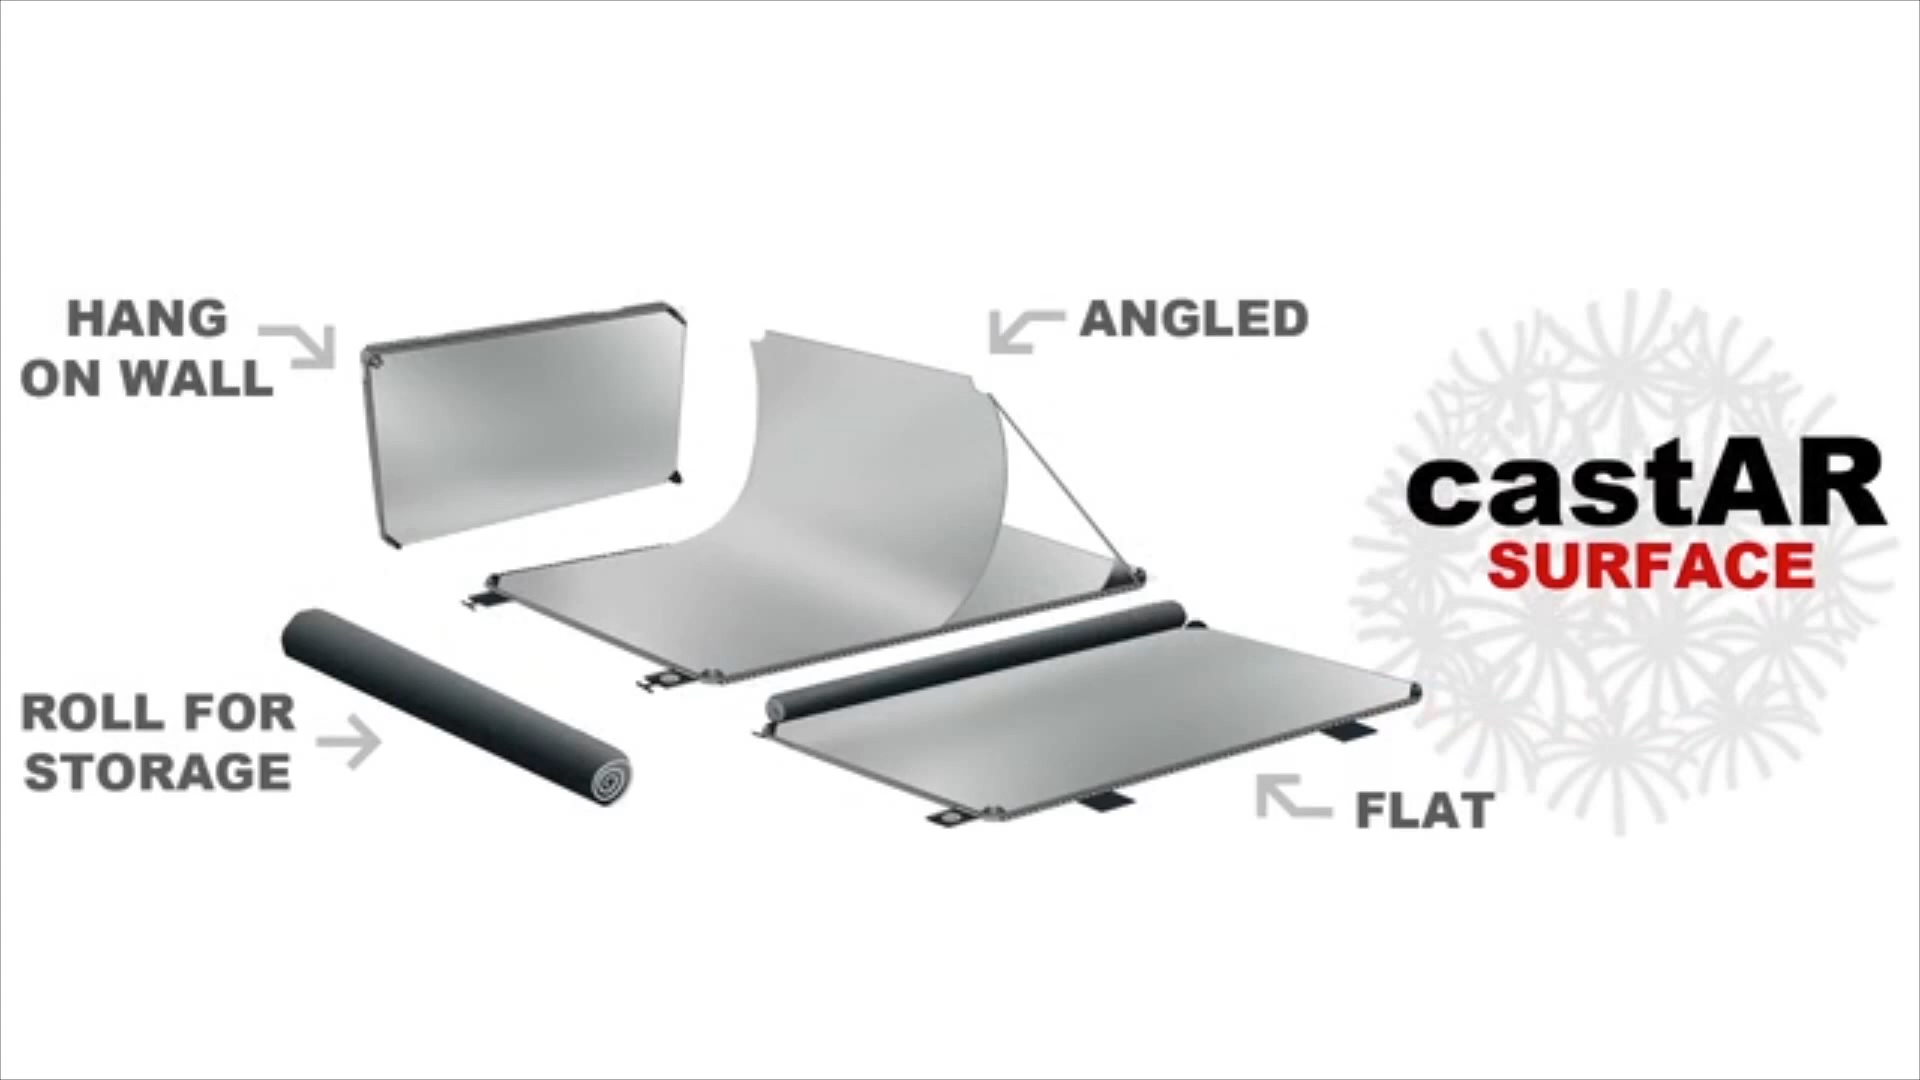 HANG
ON WALL
ANGLED
castAR
SURFACE
ROLL FOR
STORAGE
FLAT